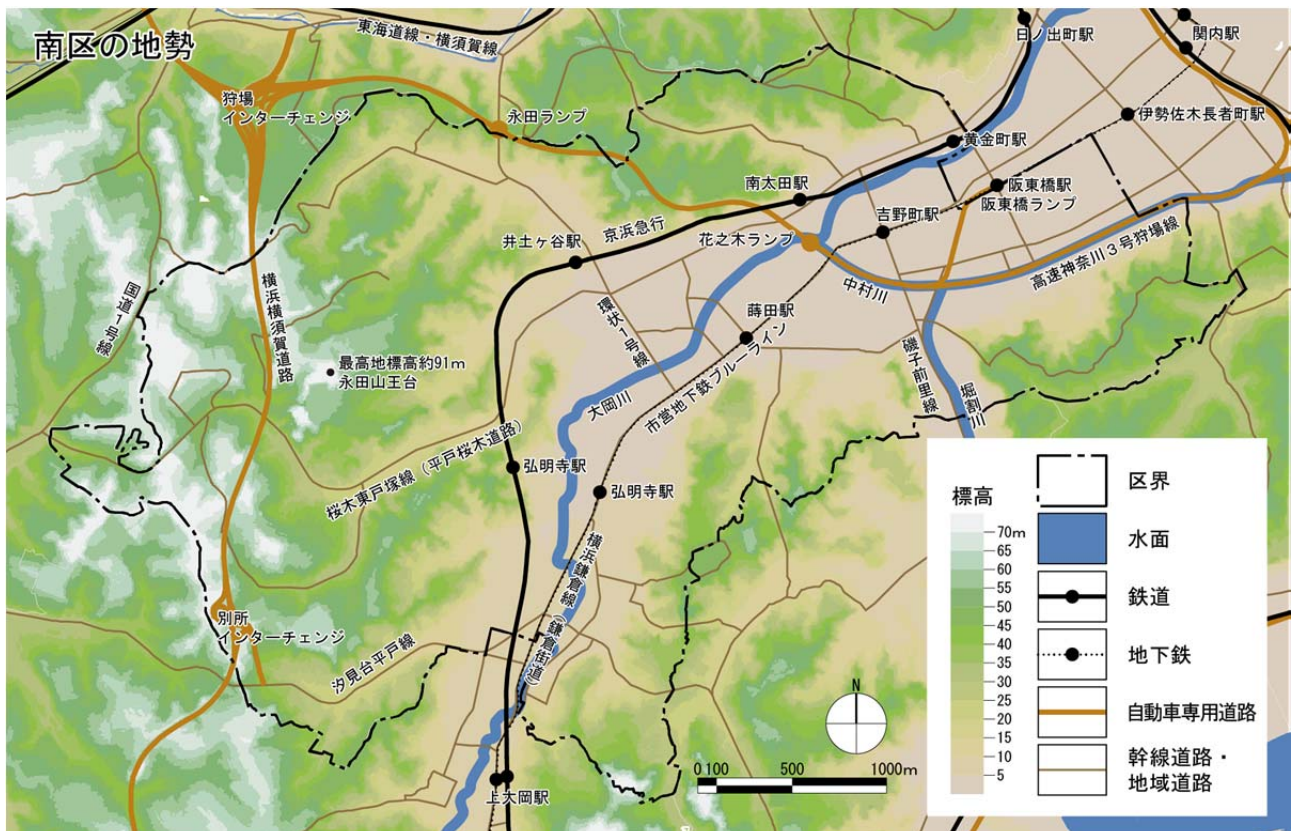 南区の地勢
東海道線・横須賀線
日ノ出町駅
関内駅
狩場
インターチェンジ
永田ランプ
伊勢佐木長者町駅
黄金町駅
南太田駅
阪東橋駅
阪東橋ランプ
吉野町駅
京浜急行
井土ヶ谷駅
花之木ランプ
高速神奈川3号狩場線
中村川
国道1号線
横浜横須賀道路
環状1号線
蒔田駅
最高地標高約91m
永田山王台
磯子前里線
堀割川
大岡川
市営地下鉄ブルーライン
桜木東戸塚線(平戸桜木道路)
弘明寺駅
弘明寺駅
横浜鎌倉線(鎌倉街道)
別所
インターチェンジ
汐見台平戸線
上大岡駅
N
0 100 500 1000m
標高
70m
65
60
55
50
45
40
35
30
25
20
15
10
5
区界
水面
鉄道
地下鉄
自動車専用道路
幹線道路・
地域道路